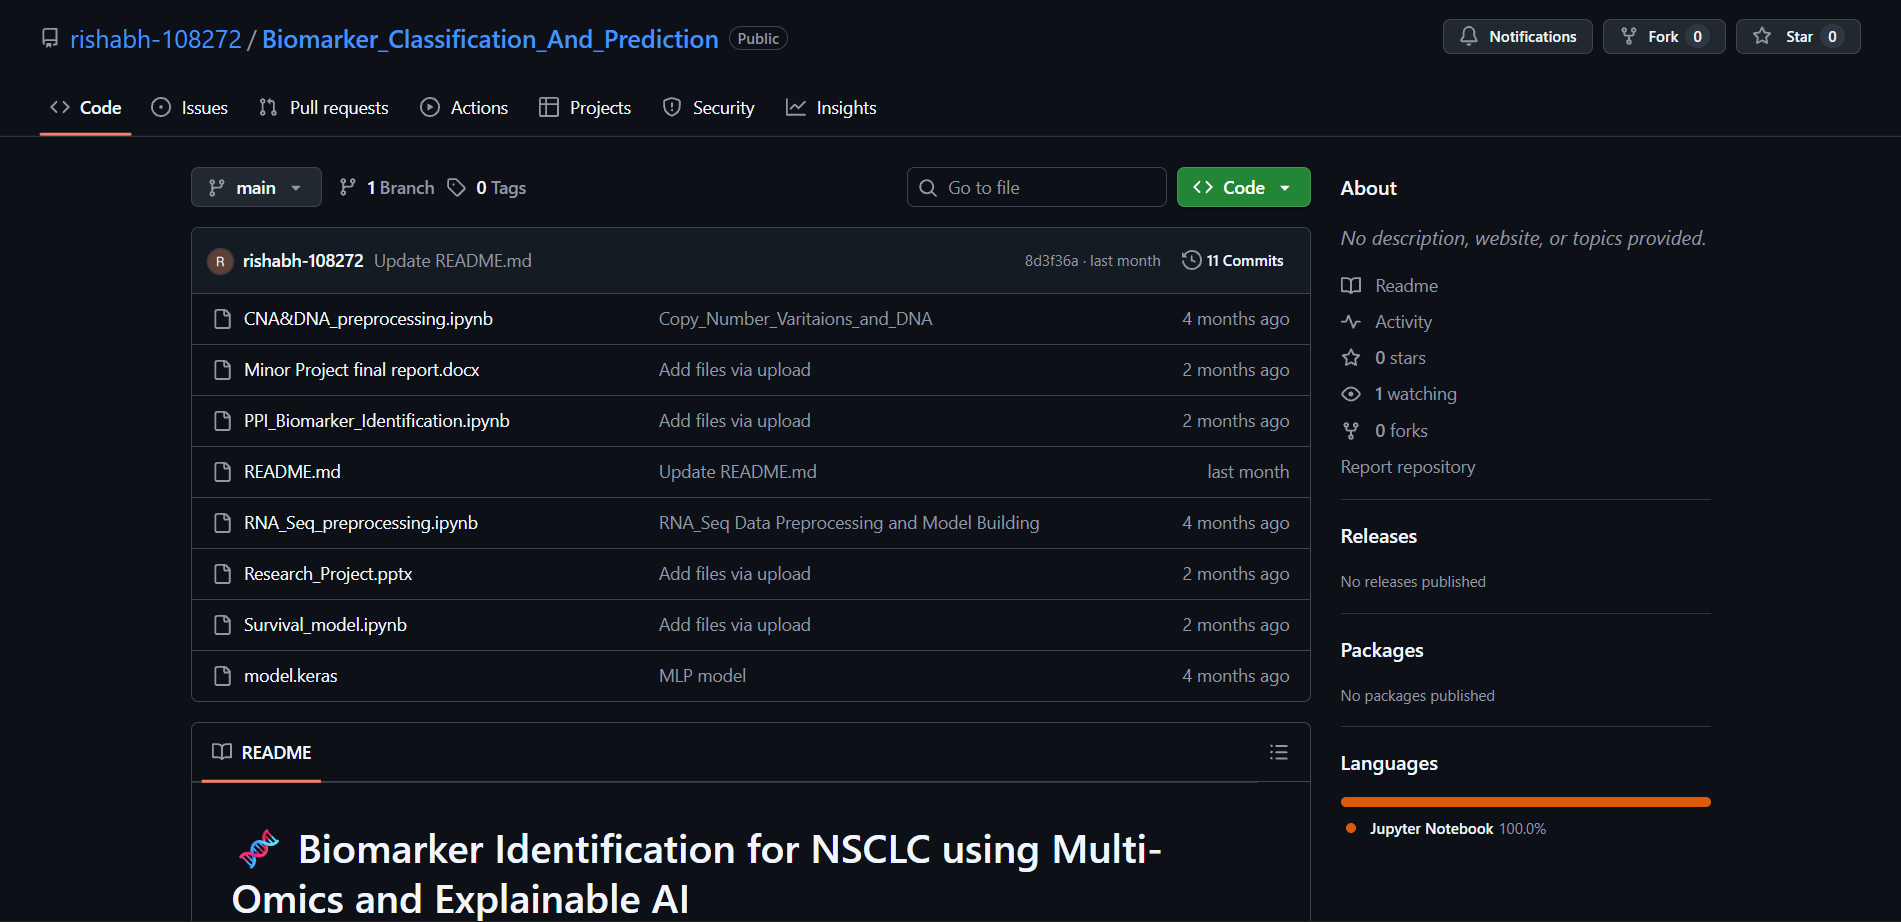 rishabh-108272 / Biomarker_Classification_And_Prediction Public
Notifications Fork 0 Star 0
Code Issues Pull requests Actions Projects Security Insights
main 1 Branch 0 Tags Go to file Code
rishabh-108272 Update README.md 8d3f36a · last month 11 Commits
CNA&DNA_preprocessing.ipynb Copy_Number_Varitaions_and_DNA 4 months ago
Minor Project final report.docx Add files via upload 2 months ago
PPI_Biomarker_Identification.ipynb Add files via upload 2 months ago
README.md Update README.md last month
RNA_Seq_preprocessing.ipynb RNA_Seq Data Preprocessing and Model Building 4 months ago
Research_Project.pptx Add files via upload 2 months ago
Survival_model.ipynb Add files via upload 2 months ago
model.keras MLP model 4 months ago
README
Biomarker Identification for NSCLC using Multi-
Omics and Explainable AI
About
No description, website, or topics provided.
Readme
Activity
0 stars
1 watching
0 forks
Report repository
Releases
No releases published
Packages
No packages published
Languages
Jupyter Notebook 100.0%
R